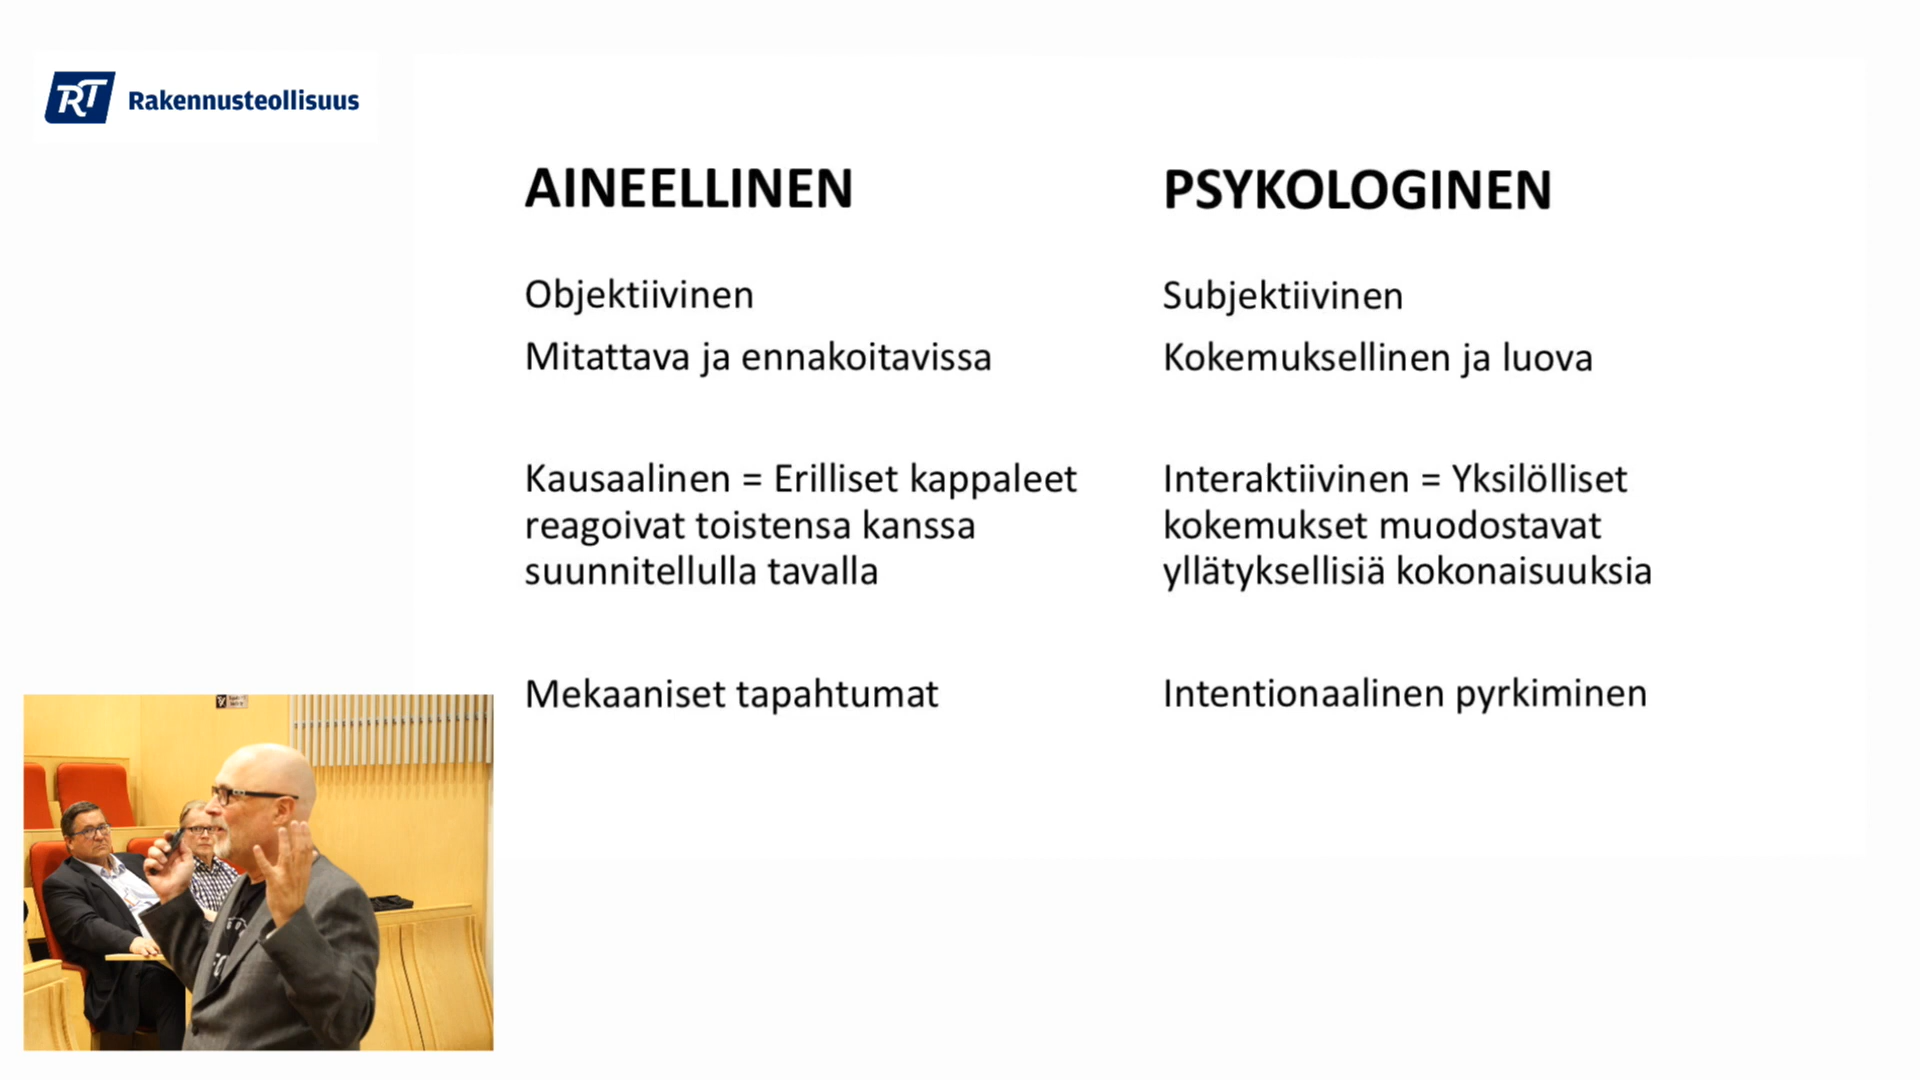 RT Rakennusteollisuus
AINEELLINEN
Objektiivinen
Mitattava ja ennakoitavissa
Kausaalinen = Erilliset kappaleet
reagoivat toistensa kanssa
suunnitellulla tavalla
Mekaaniset tapahtumat
PSYKOLOGINEN
Subjektiivinen
Kokemuksellinen ja luova
Interaktiivinen = Yksilölliset
kokemukset muodostavat
yllätyksellisiä kokonaisuuksia
Intentionaalinen pyrkiminen